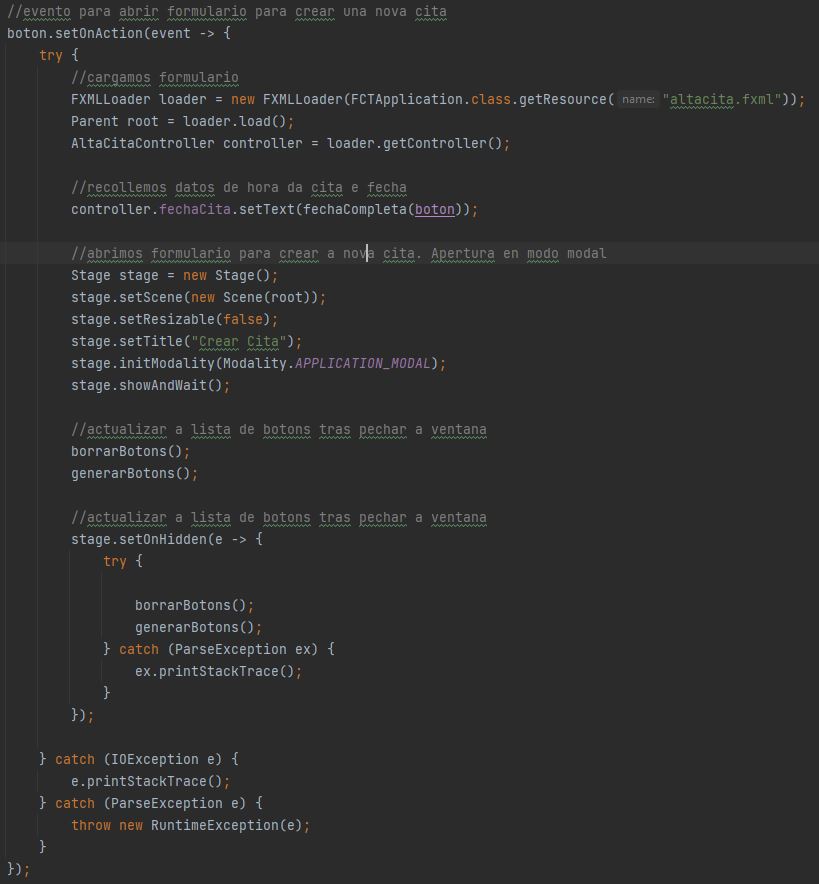 //evento para abrir formulario para crear una nova cita
boton.setOnAction(event -> {
try {
//cargamos formulario
FXMLLoader loader = new FXMLLoader(FCTApplication.class.getResource( name: "altacita.fxml"));
Parent root = loader.load();
AltaCitaController controller = loader.getController();
//recollemos datos de hora da cita e fecha
controller.fechaCita.setText(fechaCompleta(boton));
//abrimos formulario para crear a nova cita. Apertura en modo modal
Stage stage = new Stage();
stage.setScene(new Scene(root));
stage.setResizable(false);
stage.setTitle("Crear Cita");
stage.initModality(Modality.APPLICATION_MODAL);
stage.showAndWait();
//actualizar a lista de botons tras pechar a ventana
borrarBotons();
generarBotons();
//actualizar a lista de botons tras pechar a ventana
stage.setOnHidden(e -> {
try {
borrarBotons();
generarBotons();
} catch (ParseException ex) {
ex.printStackTrace();
}
});
} catch (IOException e) {
e.printStackTrace();
} catch (ParseException e) {
throw new RuntimeException(e);
}
});